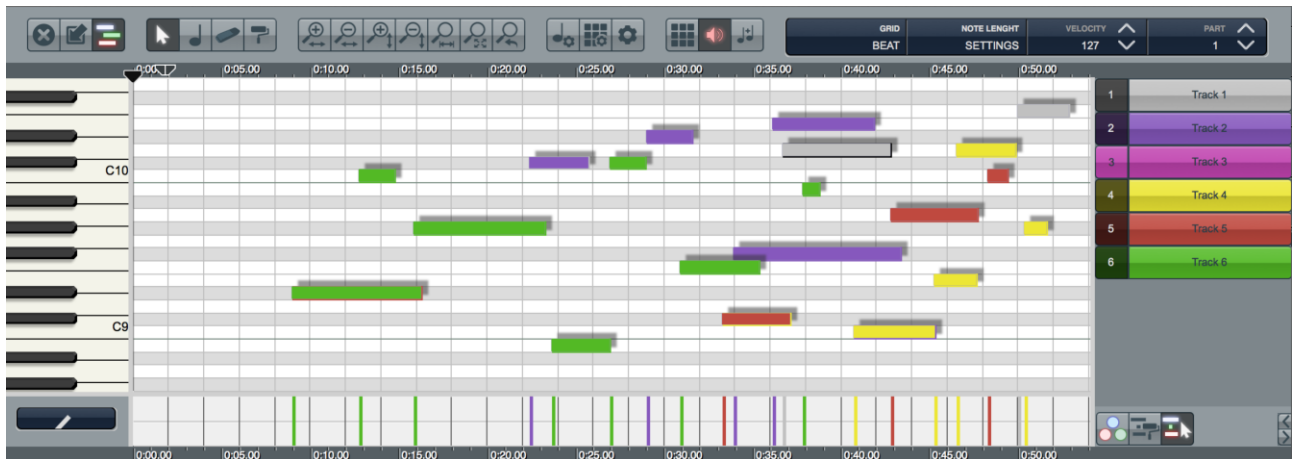 GRID NOTE LENGHT VELOCITY PART
BEAT SETTINGS 127 1
0:00.00 0:05.00 0:10.00 0:15.00 0:20.00 0:25.00 0:30.00 0:35.00 0:40.00 0:45.00 0:50.00
1 Track 1
2 Track 2
C10 3 Track 3
4 Track 4
5 Track 5
6 Track 6
C9
0:00.00 0:05.00 0:10.00 0:15.00 0:20.00 0:25.00 0:30.00 0:35.00 0:40.00 0:45.00 0:50.00